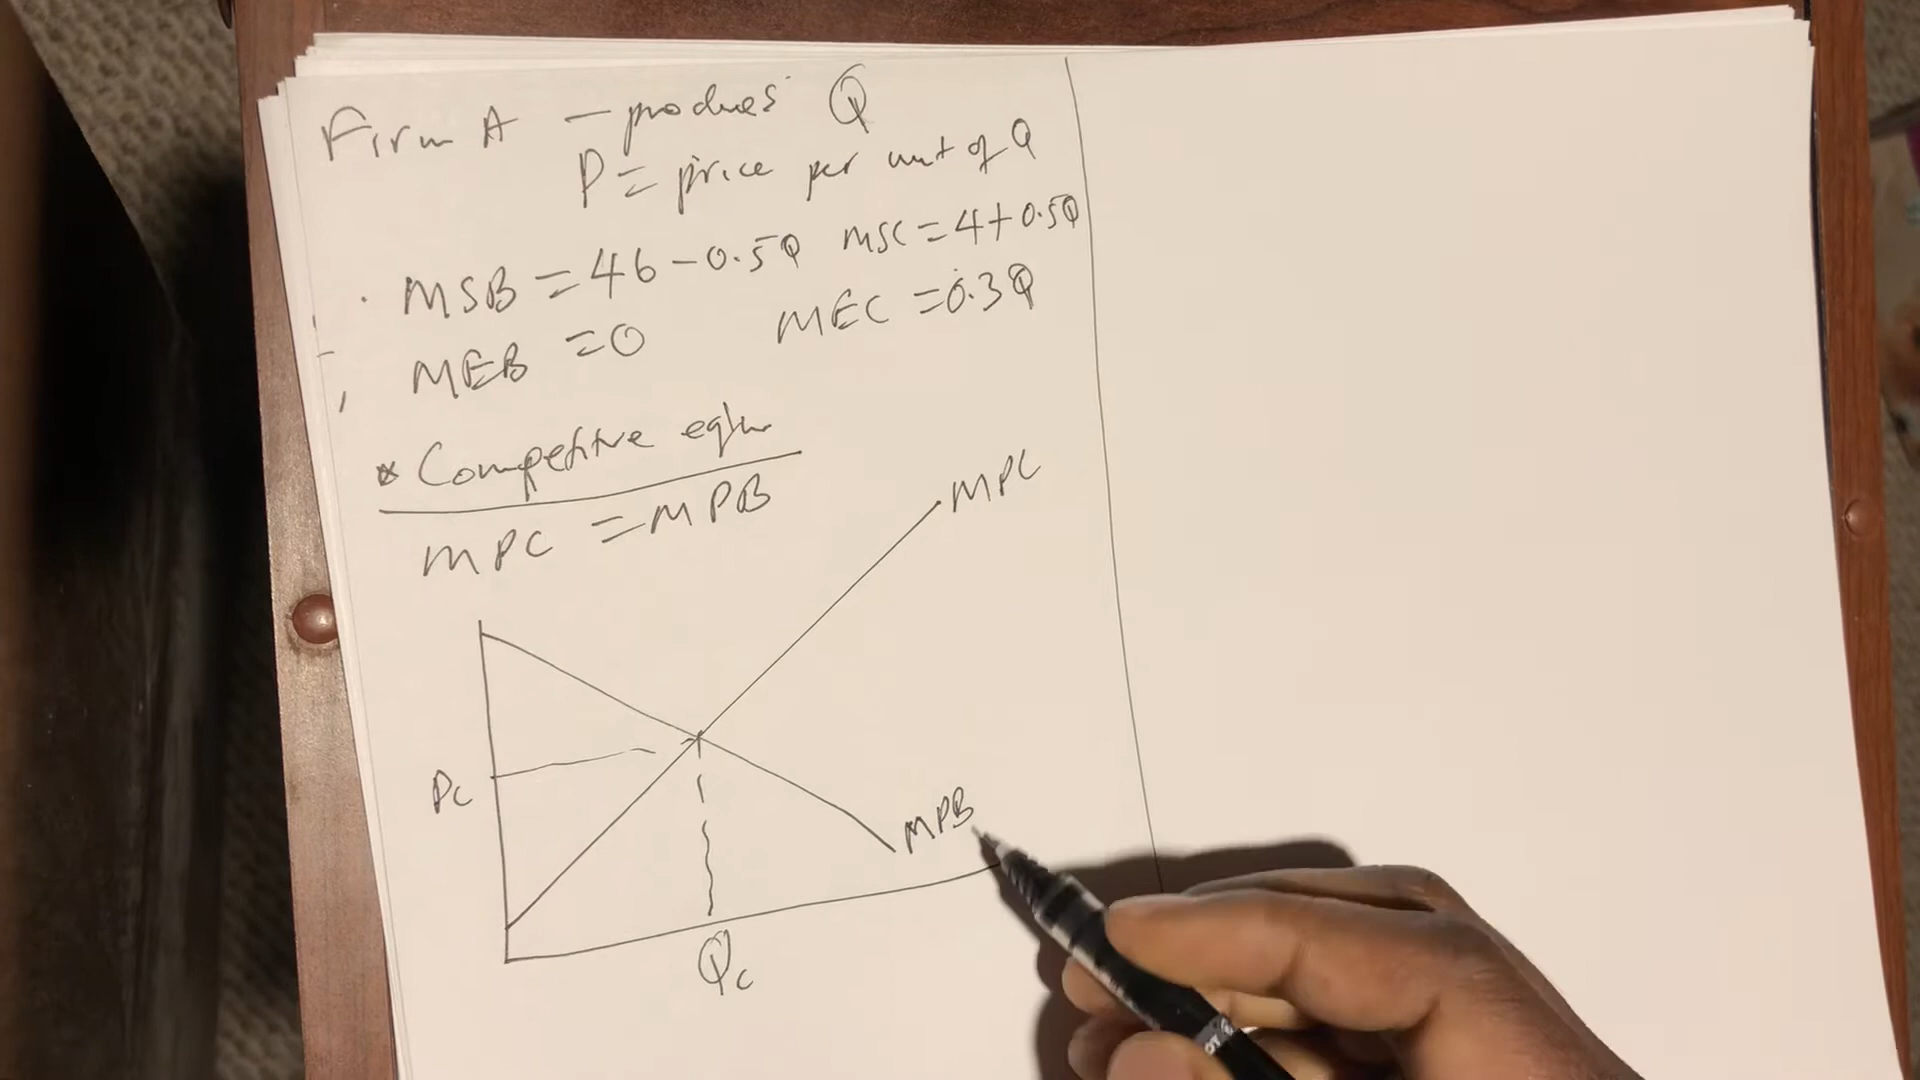 Firm A – produces Q
P = price per unit of Q
MSB = 46 – 0.5Q MSC = 4 + 0.5Q
MEB = 0 MEC = 0.3Q
* Competitive eqlm
MPC = MPB
MPC
Pc
MPB
Qc